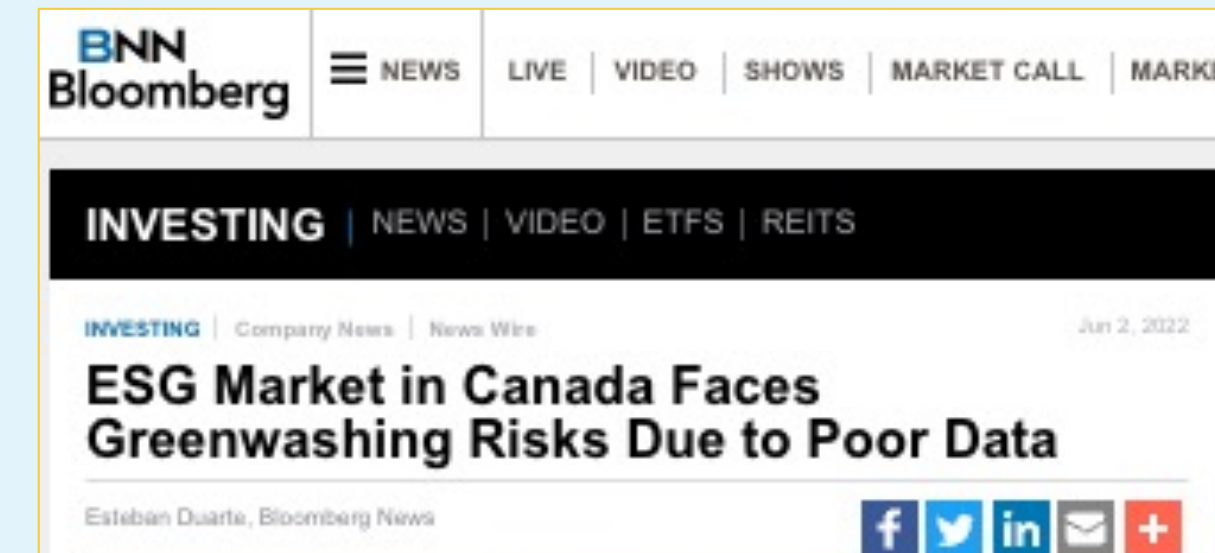 BNN
Bloomberg
NEWS
LIVE | VIDEO | SHOWS | MARKET CALL |
INVESTING | NEWS | VIDEO | ETFS | REITS
INVESTING | Company News | News Wire
Jun 2, 2022
ESG Market in Canada Faces
Greenwashing Risks Due to Poor Data
Esteban Duarte, Bloomberg News
f in +